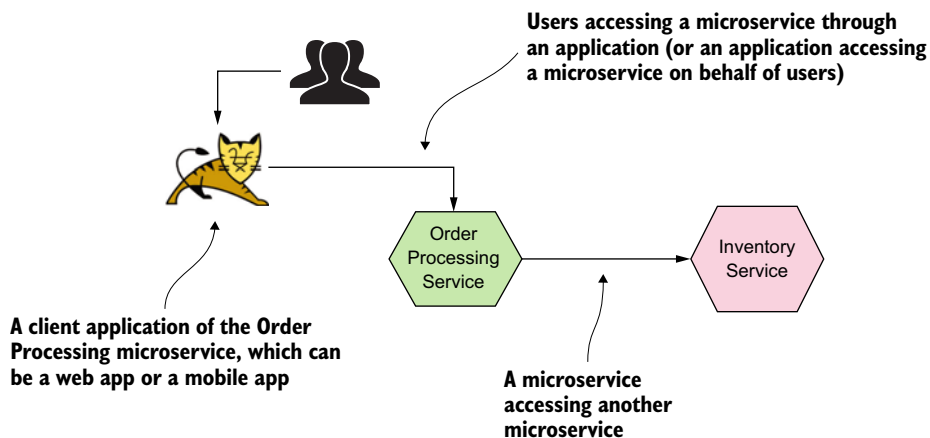 Users accessing a microservice through
an application (or an application accessing
a microservice on behalf of users)
Order
Processing
Service
Inventory
Service
A client application of the Order
Processing microservice, which can
be a web app or a mobile app
A microservice
accessing another
microservice